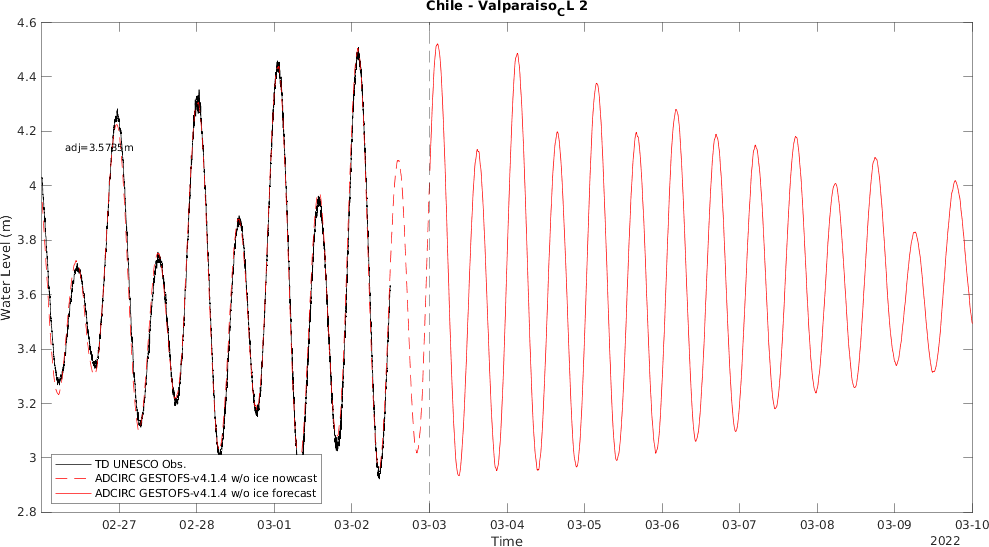 Chile - Valparaiso_CL 2
4.6
4.4
4.2
4
3.8
3.6
3.4
3.2
3
2.8
Water Level (m)
adj=3.5735m
TD UNESCO Obs.
ADCIRC GESTOFS-v4.1.4 w/o ice nowcast
ADCIRC GESTOFS-v4.1.4 w/o ice forecast
02-27 02-28 03-01 03-02 03-03 03-04 03-05 03-06 03-07 03-08 03-09 03-10
Time
2022